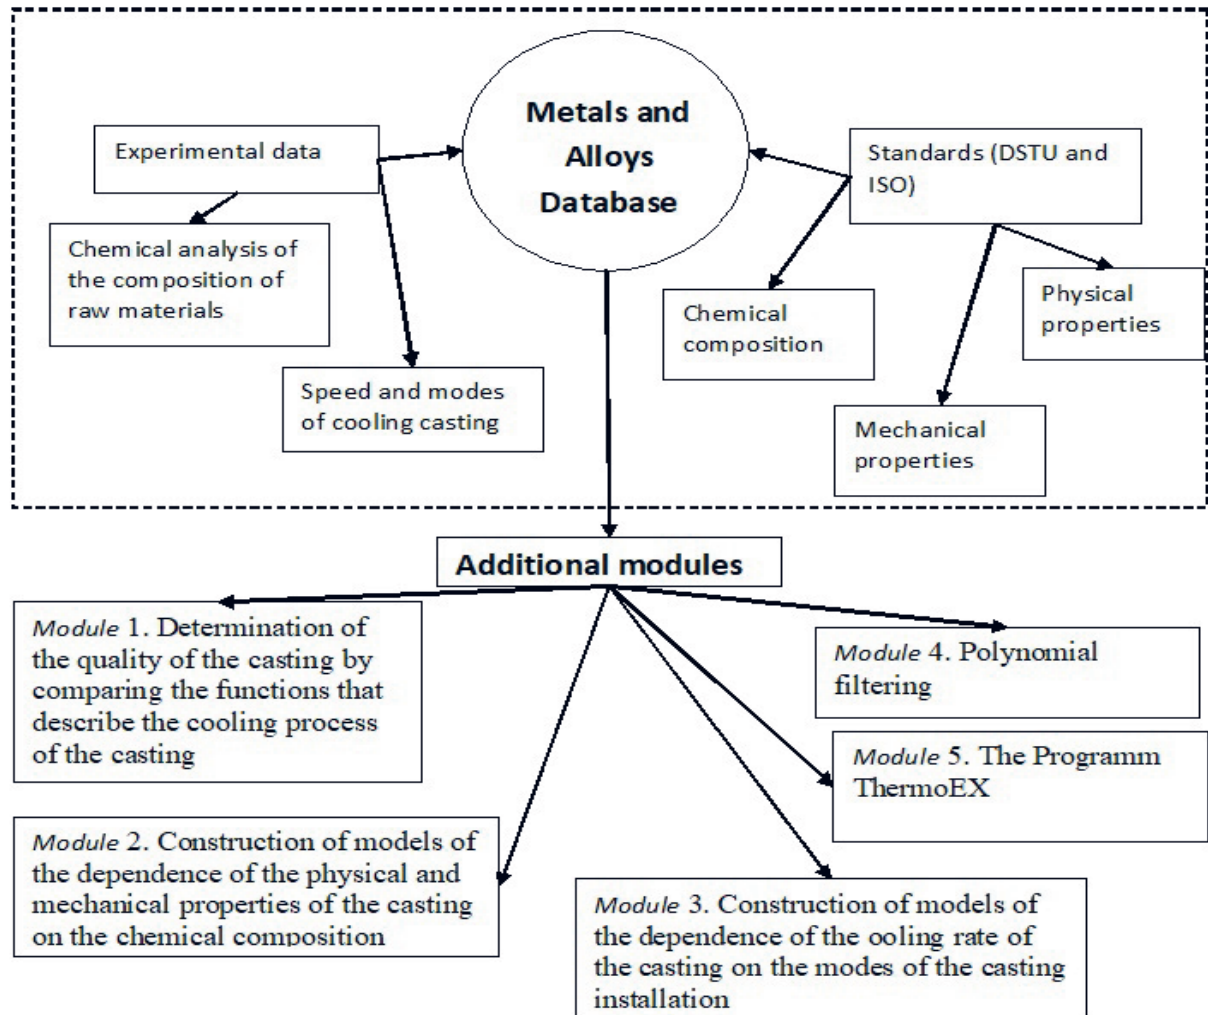 Metals and
Alloys
Database
Experimental data
Standards (DSTU and
ISO)
Chemical analysis of
the composition of
raw materials
Physical
properties
Chemical
composition
Speed and modes
of cooling casting
Mechanical
properties
Additional modules
Module 1. Determination of
the quality of the casting by
comparing the functions that
describe the cooling process
of the casting
Module 4. Polynomial
filtering
Module 5. The Programm
ThermoEX
Module 2. Construction of models of
the dependence of the physical and
mechanical properties of the casting
on the chemical composition
Module 3. Construction of models of
the dependence of the ooling rate of
the casting on the modes of the casting
installation